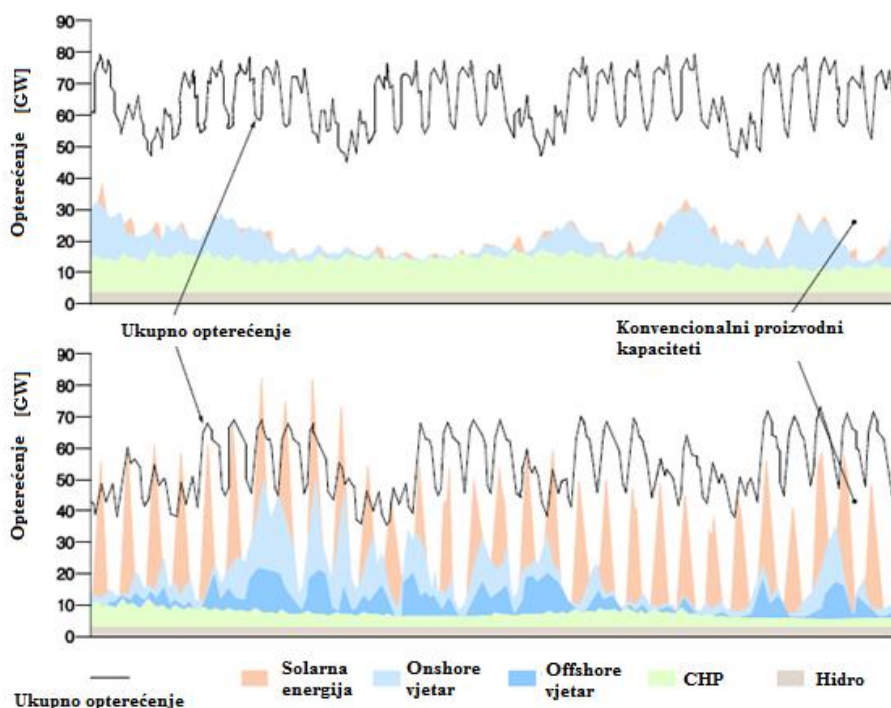 90
80
70
60
50
40
30
20
10
0
Opterećenje [GW]
Ukupno opterećenje
Konvencionalni proizvodni
kapaciteti
90
80
70
60
50
40
30
20
10
0
Opterećenje [GW]
Ukupno opterećenje
Solarna
energija
Onshore
vjetar
Offshore
vjetar
CHP
Hidro